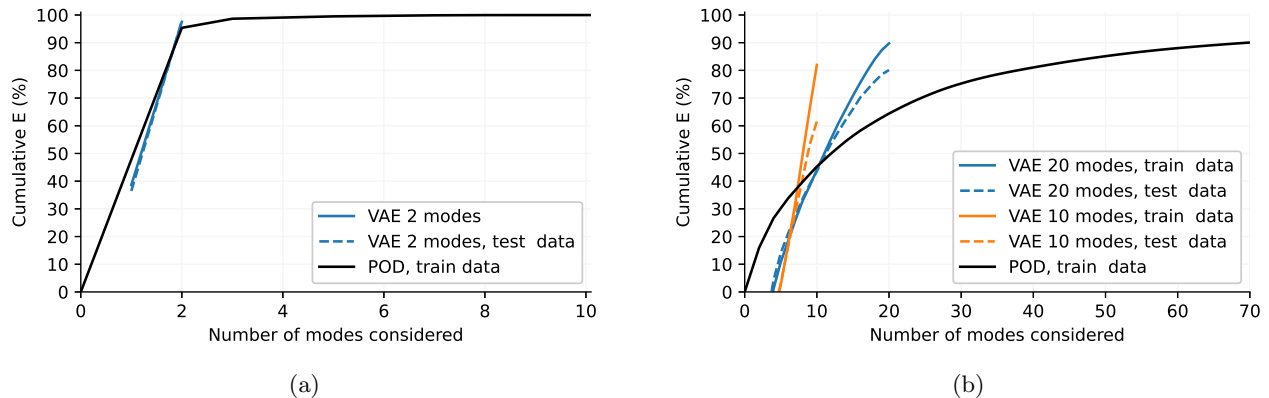 100
90
80
70
60
50
40
30
20
10
0
Cumulative E (%)
0 2 4 6 8 10
Number of modes considered
VAE 2 modes
VAE 2 modes, test data
POD, train data
(a)
100
90
80
70
60
50
40
30
20
10
0
Cumulative E (%)
0 10 20 30 40 50 60 70
Number of modes considered
VAE 20 modes, train data
VAE 20 modes, test data
VAE 10 modes, train data
VAE 10 modes, test data
POD, train data
(b)